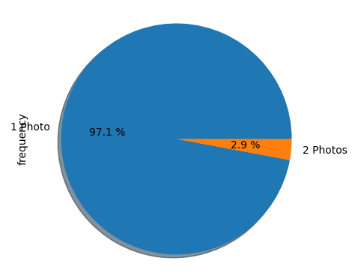 1 Photo
frequency
97.1 %
2.9 %
2 Photos